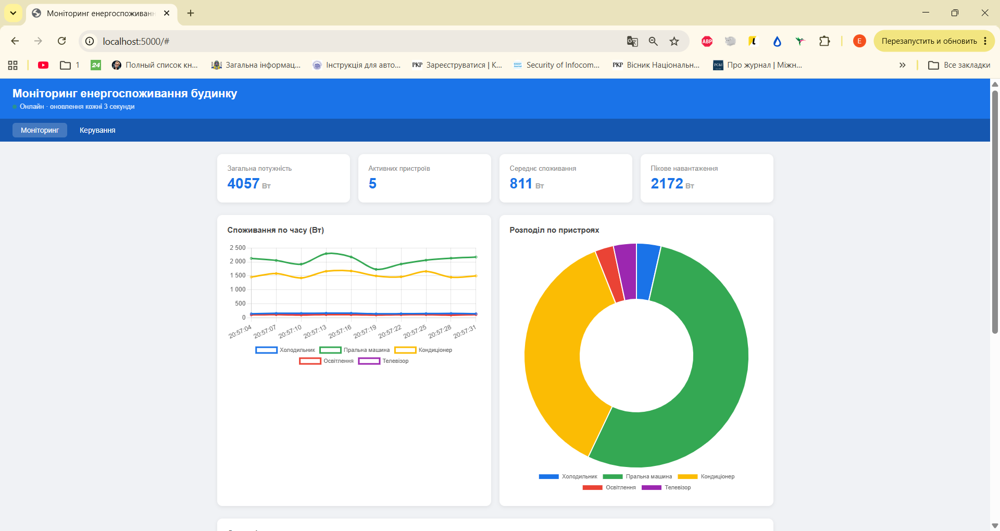 Моніторинг енергоспоживанн
localhost:5000/#
ABP
E
Перезапустить и обновить
1
24
Полный список кн...
Загальна інформац...
Інструкція для авто...
PKP Зареєструватися | К...
Security of Infocom...
PKP Вісник Національн...
Про журнал | Міжн...
Все закладки
Моніторинг енергоспоживання будинку
Онлайн · оновлення кожні 3 секунди
Моніторинг
Керування
Загальна потужність
4057 Вт
Активних пристроїв
5
Середнє споживання
811 Вт
Пікове навантаження
2172 Вт
Споживання по часу (Вт)
2 500
2 000
1 500
1 000
500
0
20:57:04 20:57:07 20:57:10 20:57:13 20:57:16 20:57:19 20:57:22 20:57:25 20:57:28 20:57:31
Холодильник Пральна машина Кондиціонер
Освітлення Телевізор
Розподіл по пристроях
Холодильник Пральна машина Кондиціонер
Освітлення Телевізор